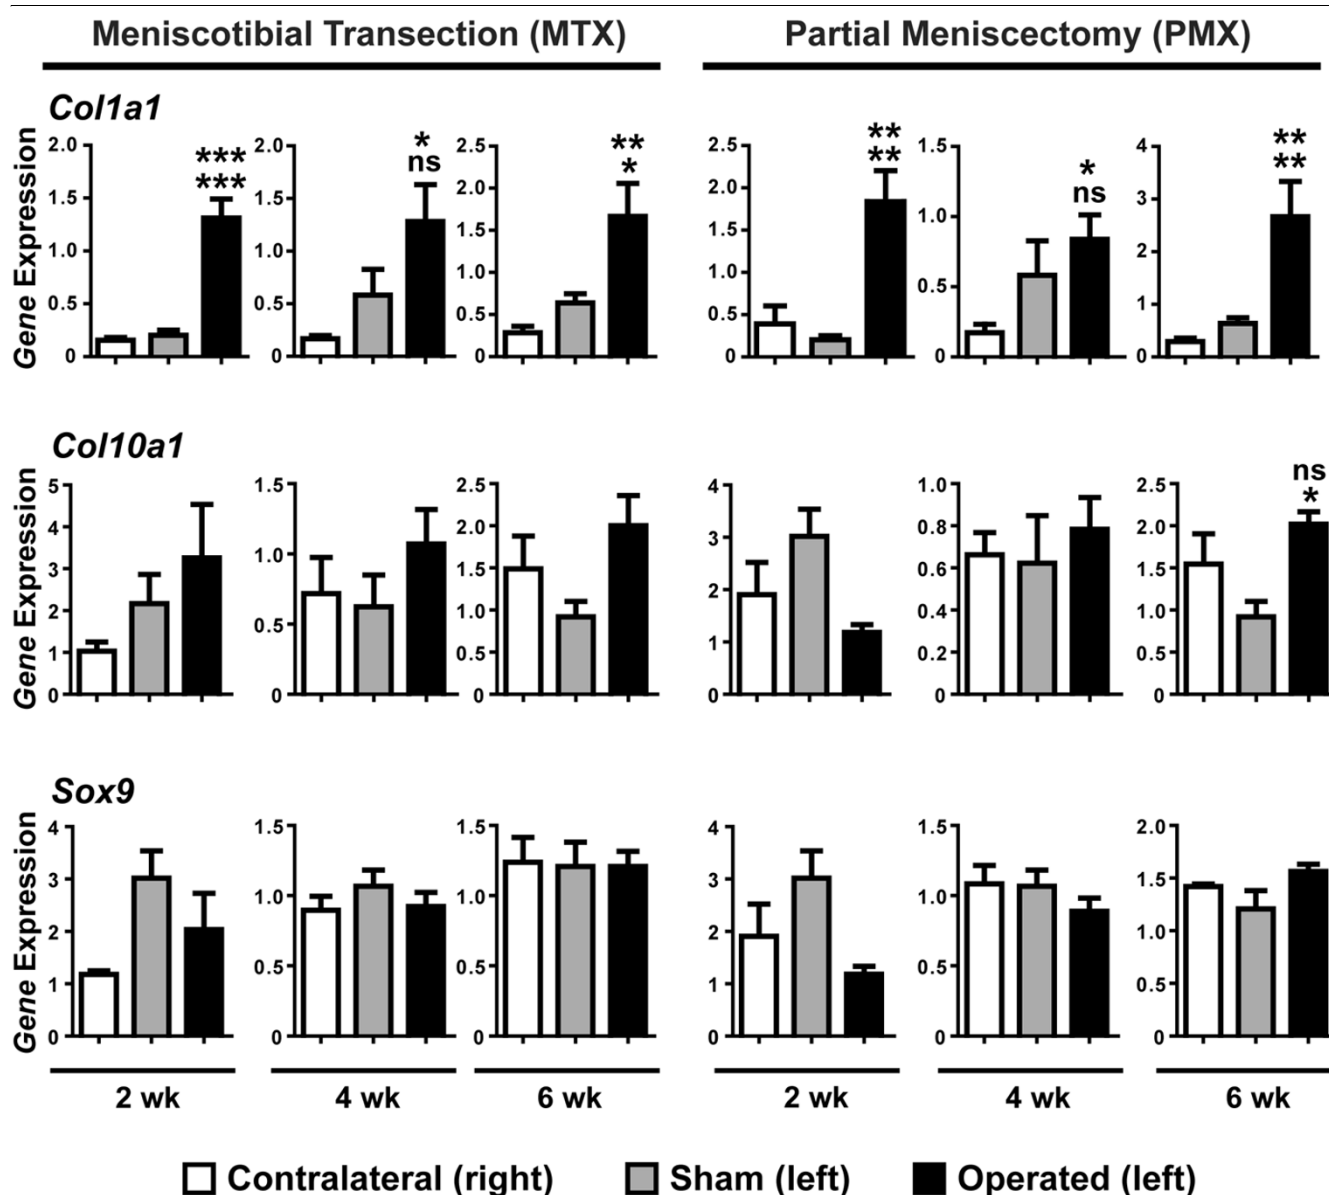 Meniscotibial Transection (MTX) Partial Meniscectomy (PMX)
Col1a1
Gene Expression
2.0 1.5 1.0 0.5 0 *** ***
2.0 1.5 1.0 0.5 0 * ns
2.5 2.0 1.5 1.0 0.5 0 ** *
2.5 2.0 1.5 1.0 0.5 0 ** **
1.5 1.0 0.5 0 * ns
4 3 2 1 0 ** **
Col10a1
Gene Expression
5 4 3 2 1 0
1.5 1.0 0.5 0
2.5 2.0 1.5 1.0 0.5 0
4 3 2 1 0
1.0 0.8 0.6 0.4 0.2 0
2.5 2.0 1.5 1.0 0.5 0 ns *
Sox9
Gene Expression
4 3 2 1 0
1.5 1.0 0.5 0
1.5 1.0 0.5 0
4 3 2 1 0
1.5 1.0 0.5 0
2.0 1.5 1.0 0.5 0
2 wk 4 wk 6 wk 2 wk 4 wk 6 wk
Contralateral (right) Sham (left) Operated (left)